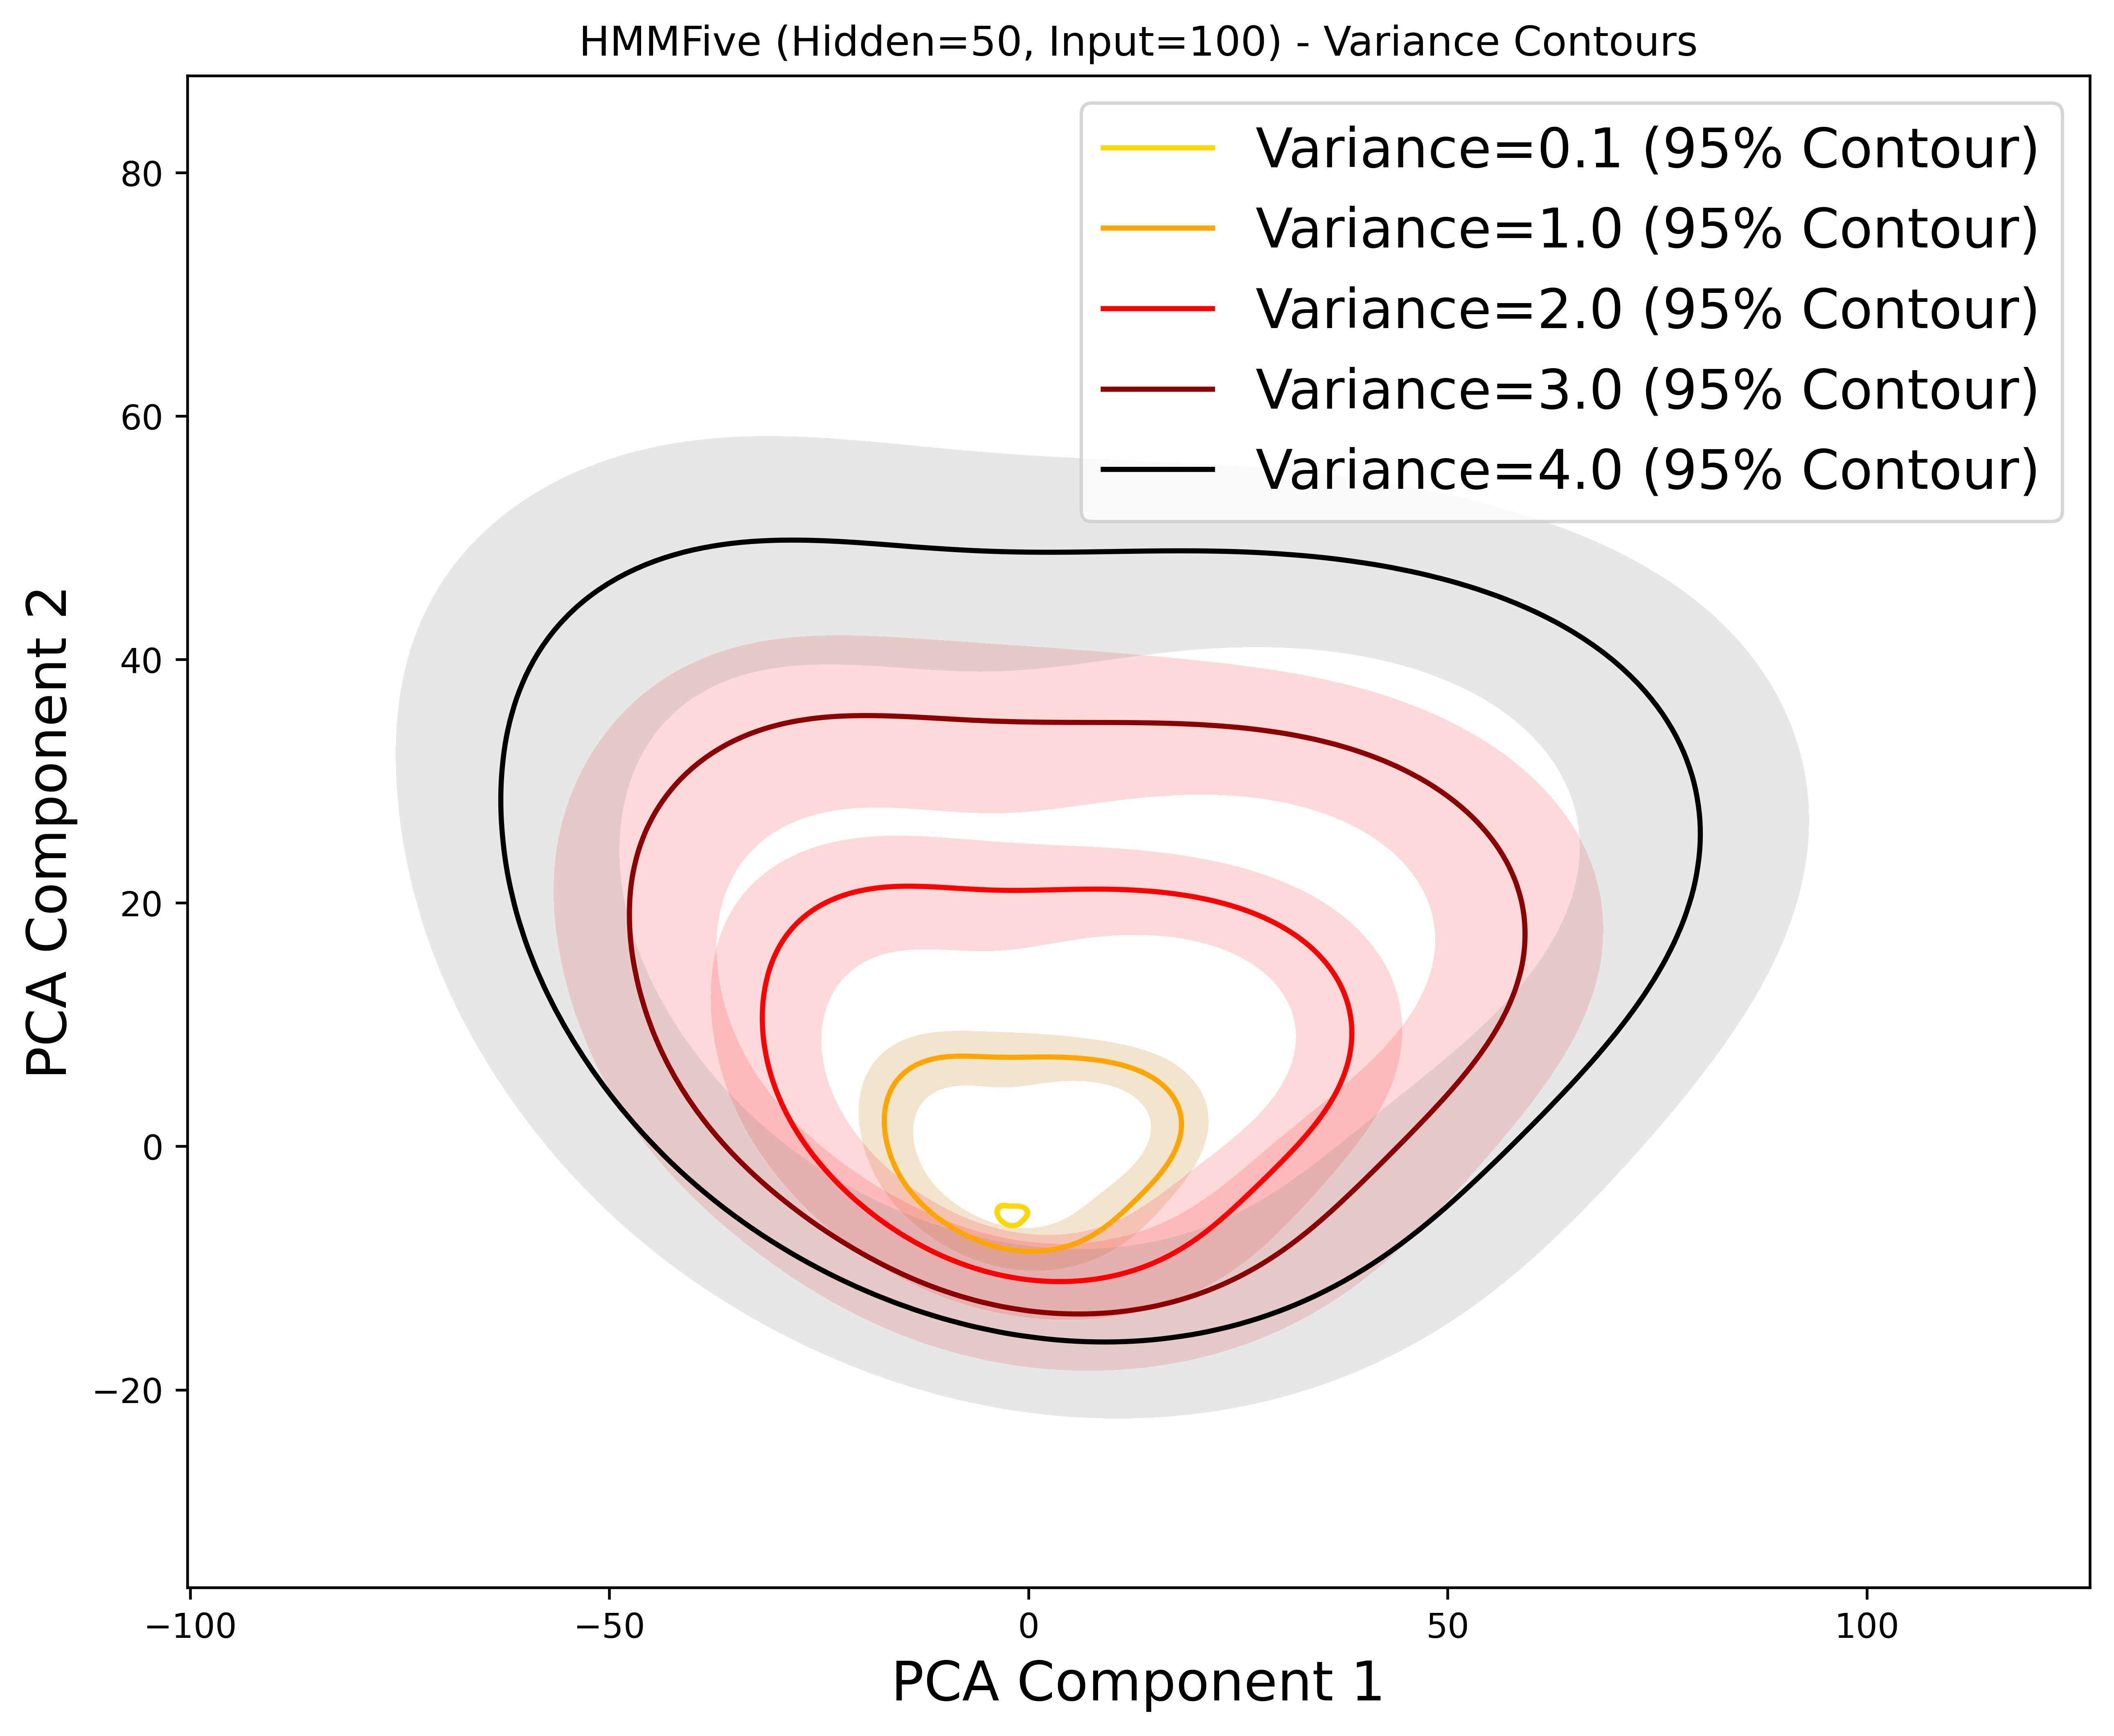 HMMFive (Hidden=50, Input=100) - Variance Contours
Variance=0.1 (95% Contour)
Variance=1.0 (95% Contour)
Variance=2.0 (95% Contour)
Variance=3.0 (95% Contour)
Variance=4.0 (95% Contour)
PCA Component 2
80
60
40
20
0
−20
−100
−50
0
50
100
PCA Component 1